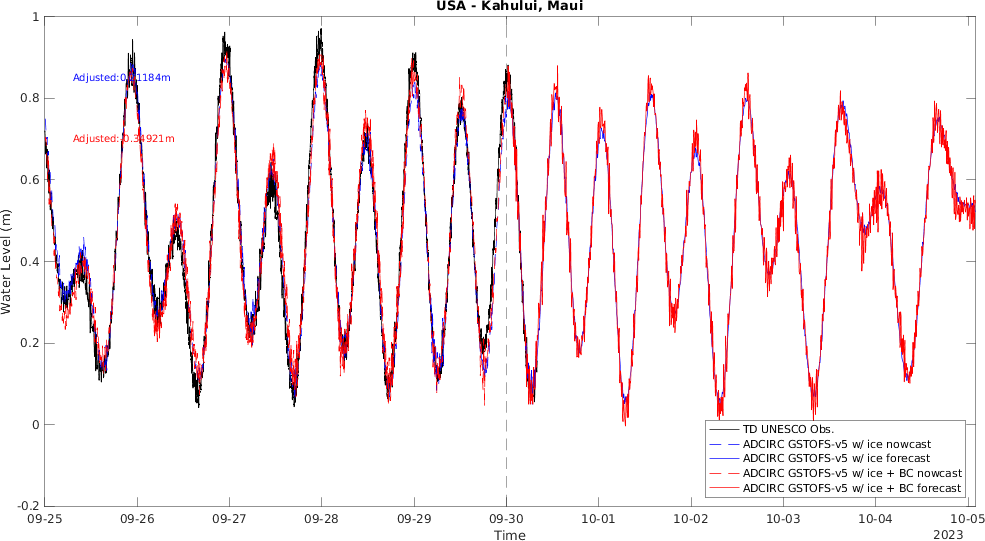 USA - Kahului, Maui
1
0.8
0.6
0.4
0.2
0
-0.2
Water Level (m)
Adjusted:
1184m
Adjusted:-0.34921m
TD UNESCO Obs.
ADCIRC GSTOFS-v5 w/ ice nowcast
ADCIRC GSTOFS-v5 w/ ice forecast
ADCIRC GSTOFS-v5 w/ ice + BC nowcast
ADCIRC GSTOFS-v5 w/ ice + BC forecast
09-25 09-26 09-27 09-28 09-29 09-30 10-01 10-02 10-03 10-04 10-05
Time
2023